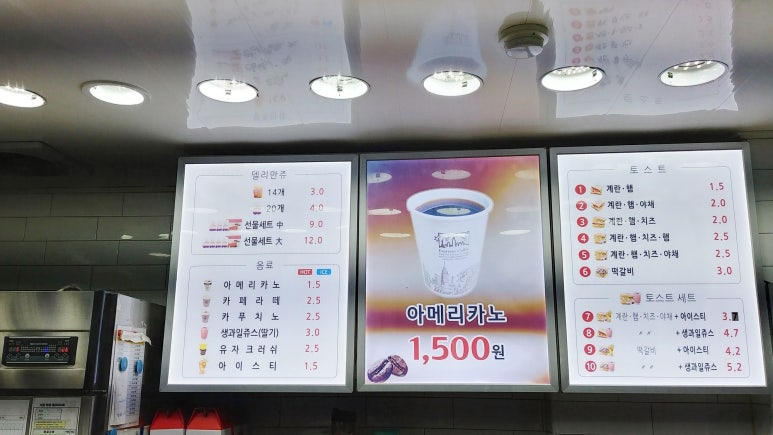 델리만쥬
14개 3.0
20개 4.0
선물세트 中 9.0
선물세트 大 12.0
음료
HOT ICE
아메리카노 1.5
카페라떼 2.5
카푸치노 2.5
생과일쥬스(딸기) 3.0
유자크러쉬 2.5
아이스티 1.5
아메리카노
1,500원
토스트
1 계란·햄 1.5
2 계란·햄·야채 2.0
3 계란·햄·치즈 2.0
4 계란·햄·치즈·햄 2.5
5 계란·햄·치즈·야채 2.5
6 떡갈비 3.0
토스트 세트
7 계란·햄·치즈·야채 + 아이스티
8 〃 〃 + 생과일쥬스 4.7
9 떡갈비 + 아이스티 4.2
10 〃 〃 + 생과일쥬스 5.2